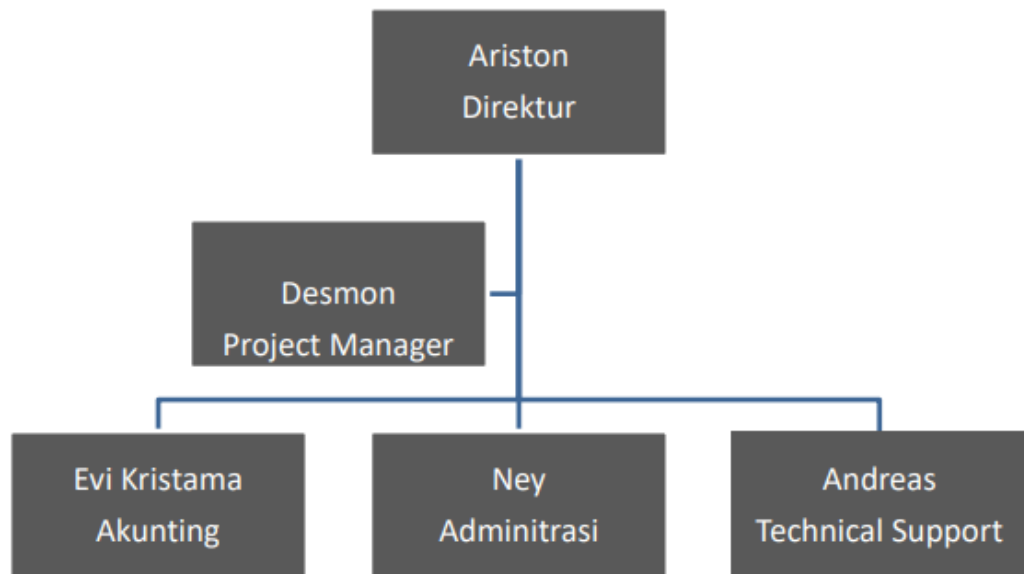 Ariston
Direktur
Desmon
Project Manager
Evi Kristama
Akunting
Ney
Adminitrasi
Andreas
Technical Support